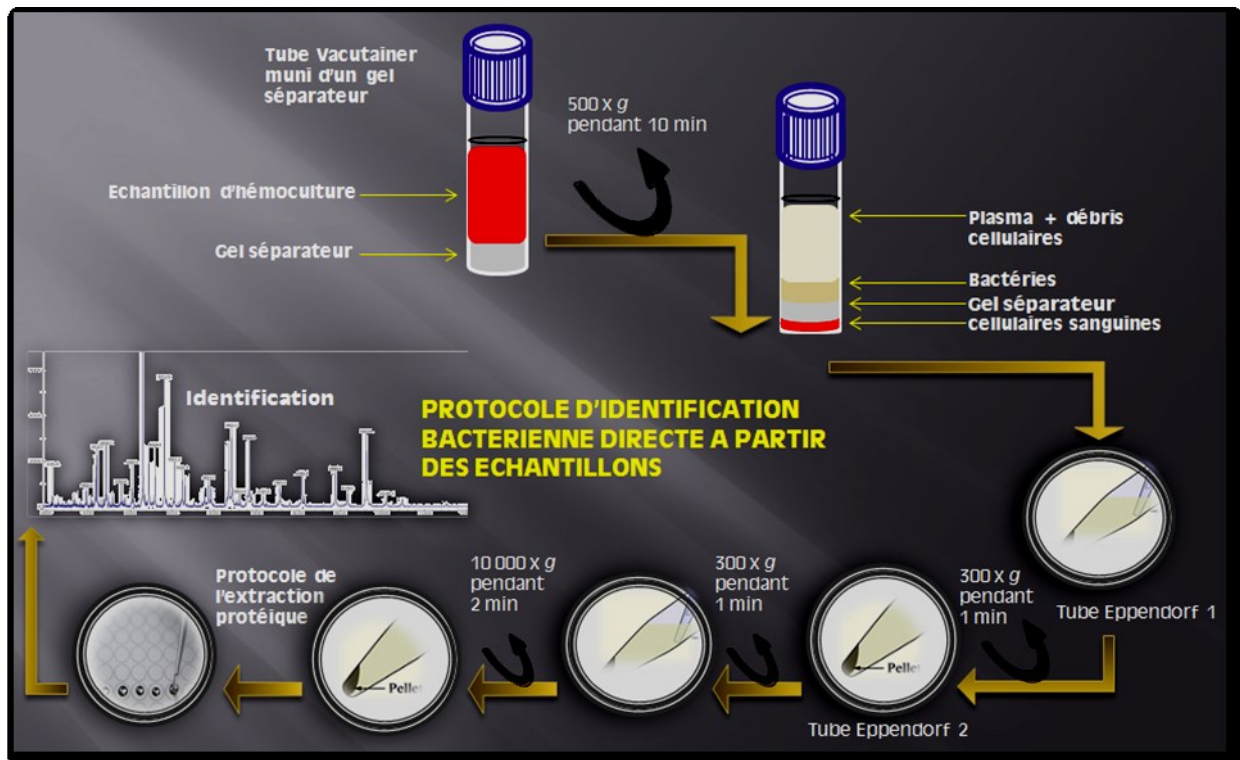 Tube Vacutainer
muni d'un gel
séparateur
500 x g
pendant 10 min
Echantillon d'hémoculture
Gel séparateur
Plasma + débris
cellulaires
Bactéries
Gel séparateur
cellulaires sanguines
Identification
PROTOCOLE D'IDENTIFICATION
BACTERIENNE DIRECTE A PARTIR
DES ECHANTILLONS
Tube Eppendorf 1
300 x g
pendant
1 min
Pelle
Tube Eppendorf 2
300 x g
pendant
1 min
10 000 x g
pendant
2 min
Pelle
Protocole de
l'extraction
protéique